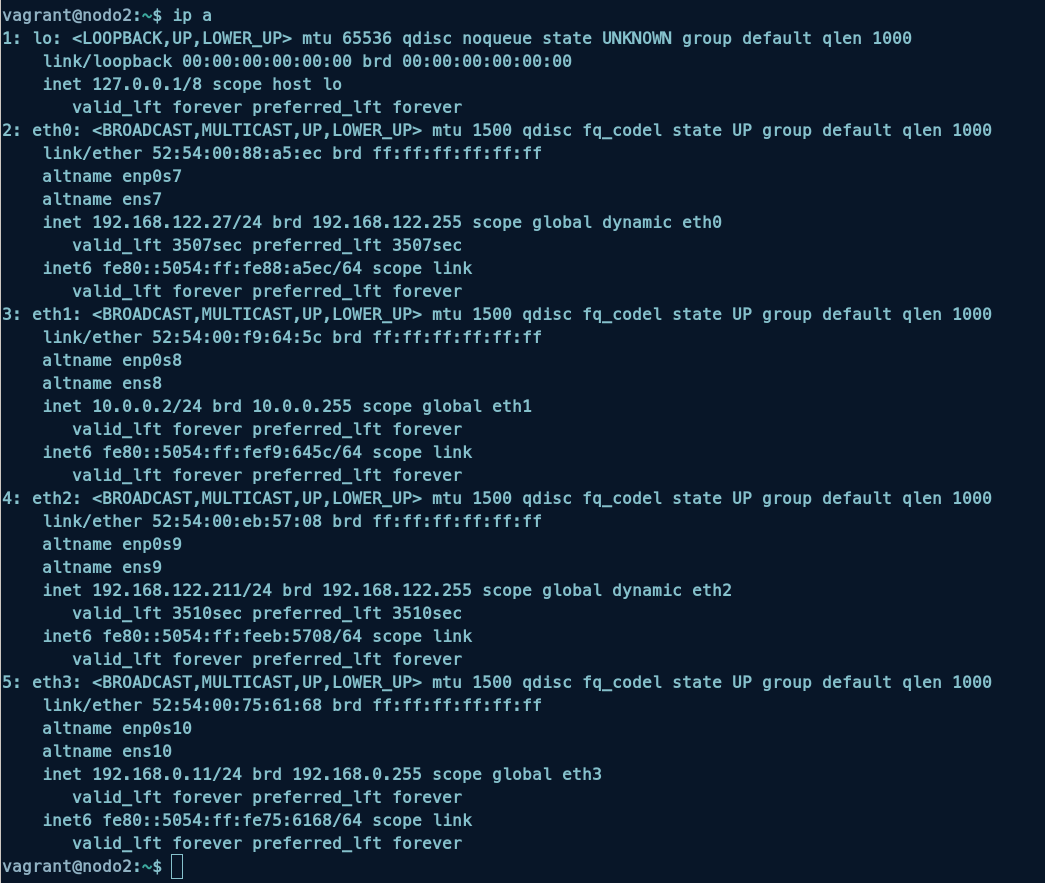 vagrant@nodo2:~$ ip a
1: lo: <LOOPBACK,UP,LOWER_UP> mtu 65536 qdisc noqueue state UNKNOWN group default qlen 1000
    link/loopback 00:00:00:00:00:00 brd 00:00:00:00:00:00
    inet 127.0.0.1/8 scope host lo
       valid_lft forever preferred_lft forever
2: eth0: <BROADCAST,MULTICAST,UP,LOWER_UP> mtu 1500 qdisc fq_codel state UP group default qlen 1000
    link/ether 52:54:00:88:a5:ec brd ff:ff:ff:ff:ff:ff
    altname enp0s7
    altname ens7
    inet 192.168.122.27/24 brd 192.168.122.255 scope global dynamic eth0
       valid_lft 3507sec preferred_lft 3507sec
    inet6 fe80::5054:ff:fe88:a5ec/64 scope link
       valid_lft forever preferred_lft forever
3: eth1: <BROADCAST,MULTICAST,UP,LOWER_UP> mtu 1500 qdisc fq_codel state UP group default qlen 1000
    link/ether 52:54:00:f9:64:5c brd ff:ff:ff:ff:ff:ff
    altname enp0s8
    altname ens8
    inet 10.0.0.2/24 brd 10.0.0.255 scope global eth1
       valid_lft forever preferred_lft forever
    inet6 fe80::5054:ff:fef9:645c/64 scope link
       valid_lft forever preferred_lft forever
4: eth2: <BROADCAST,MULTICAST,UP,LOWER_UP> mtu 1500 qdisc fq_codel state UP group default qlen 1000
    link/ether 52:54:00:eb:57:08 brd ff:ff:ff:ff:ff:ff
    altname enp0s9
    altname ens9
    inet 192.168.122.211/24 brd 192.168.122.255 scope global dynamic eth2
       valid_lft 3510sec preferred_lft 3510sec
    inet6 fe80::5054:ff:feeb:5708/64 scope link
       valid_lft forever preferred_lft forever
5: eth3: <BROADCAST,MULTICAST,UP,LOWER_UP> mtu 1500 qdisc fq_codel state UP group default qlen 1000
    link/ether 52:54:00:75:61:68 brd ff:ff:ff:ff:ff:ff
    altname enp0s10
    altname ens10
    inet 192.168.0.11/24 brd 192.168.0.255 scope global eth3
       valid_lft forever preferred_lft forever
    inet6 fe80::5054:ff:fe75:6168/64 scope link
       valid_lft forever preferred_lft forever
vagrant@nodo2:~$